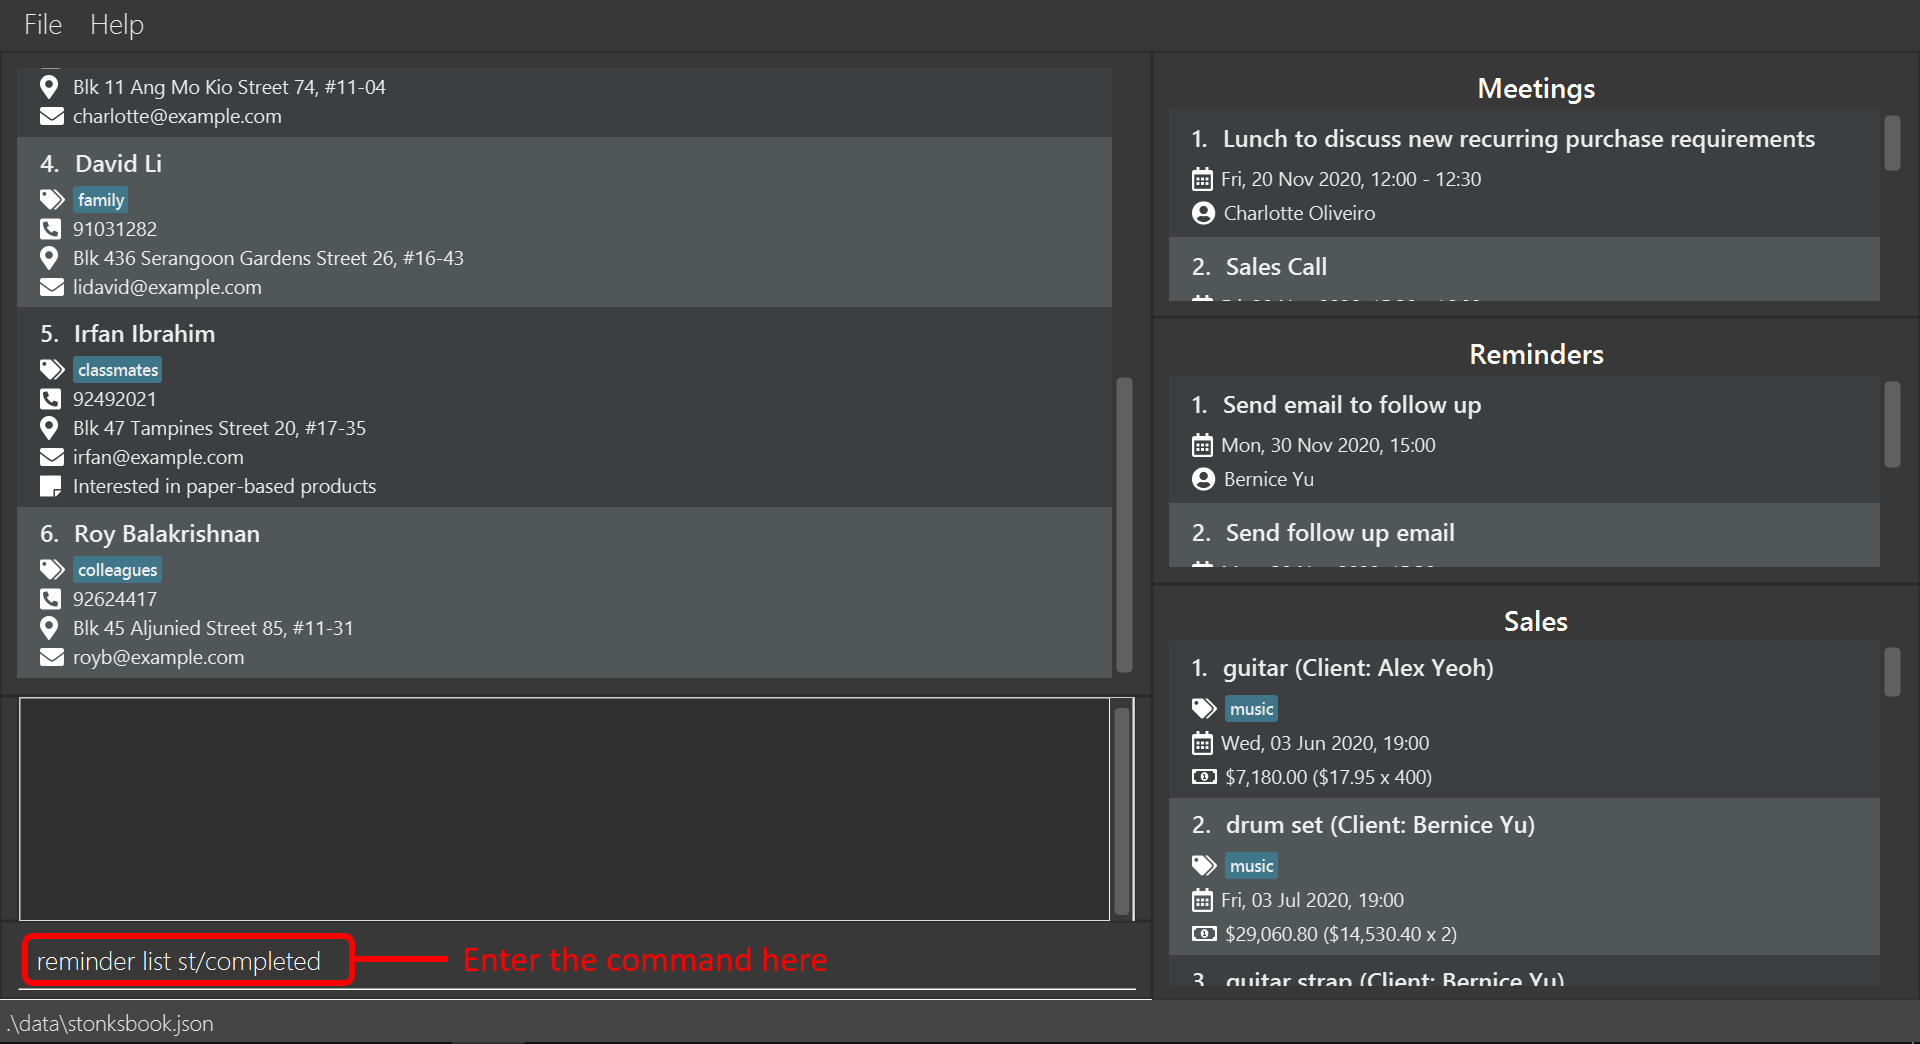 File Help
Blk 11 Ang Mo Kio Street 74, #11-04
charlotte@example.com
4. David Li
family
91031282
Blk 436 Serangoon Gardens Street 26, #16-43
lidavid@example.com
5. Irfan Ibrahim
classmates
92492021
Blk 47 Tampines Street 20, #17-35
irfan@example.com
Interested in paper-based products
6. Roy Balakrishnan
colleagues
92624417
Blk 45 Aljunied Street 85, #11-31
royb@example.com
reminder list st/completed
Enter the command here
.\data\stonksbook.json
Meetings
1. Lunch to discuss new recurring purchase requirements
Fri, 20 Nov 2020, 12:00 - 12:30
Charlotte Oliveiro
2. Sales Call
Reminders
1. Send email to follow up
Mon, 30 Nov 2020, 15:00
Bernice Yu
2. Send follow up email
Sales
1. guitar (Client: Alex Yeoh)
music
Wed, 03 Jun 2020, 19:00
$7,180.00 ($17.95 x 400)
2. drum set (Client: Bernice Yu)
music
Fri, 03 Jul 2020, 19:00
$29,060.80 ($14,530.40 x 2)
3. guitar strap (Client: Bernice Yu)